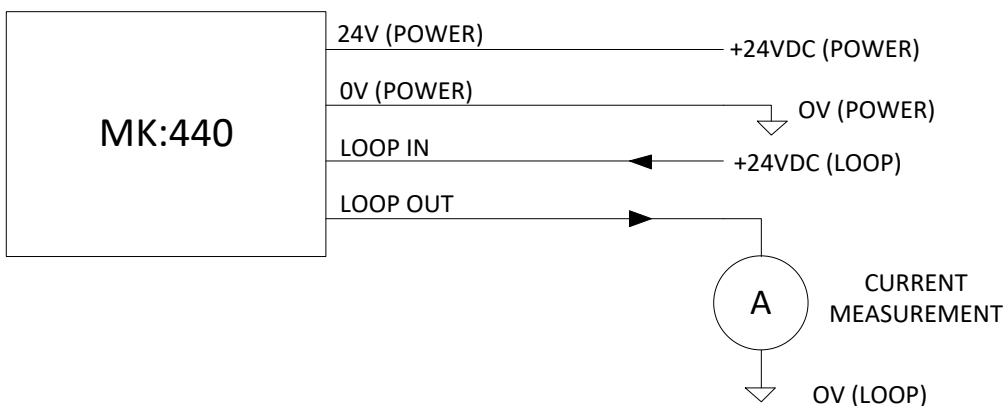 24V (POWER)
+24VDC (POWER)
0V (POWER)
OV (POWER)
MK:440
LOOP IN
+24VDC (LOOP)
LOOP OUT
A
CURRENT
MEASUREMENT
OV (LOOP)